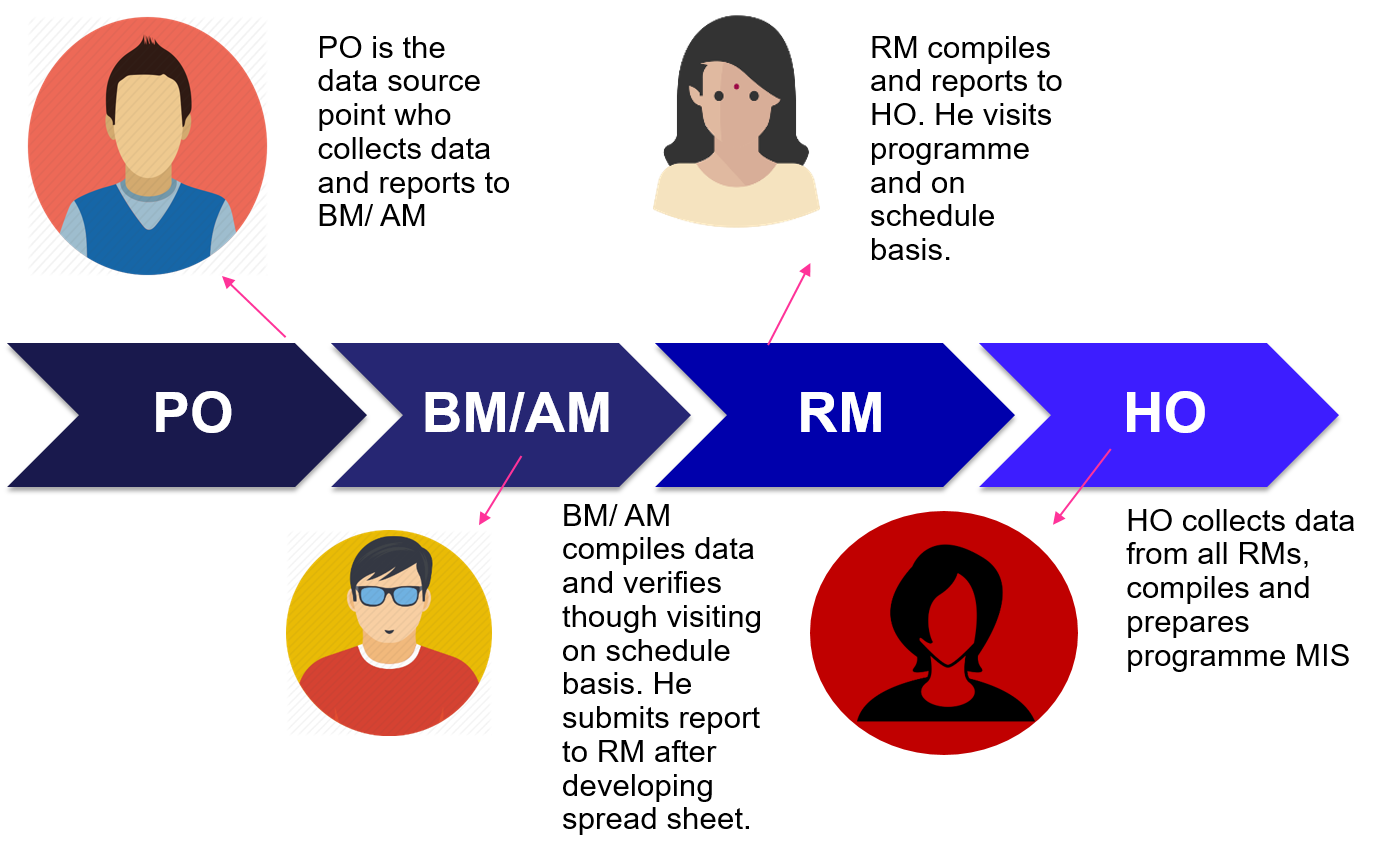 PO is the
data source
point who
collects data
and reports to
BM/ AM
RM compiles
and reports to
HO. He visits
programme
and on
schedule
basis.
PO
BM/AM
RM
HO
BM/ AM
compiles data
and verifies
though visiting
on schedule
basis. He
submits report
to RM after
developing
spread sheet.
HO collects data
from all RMs,
compiles and
prepares
programme MIS